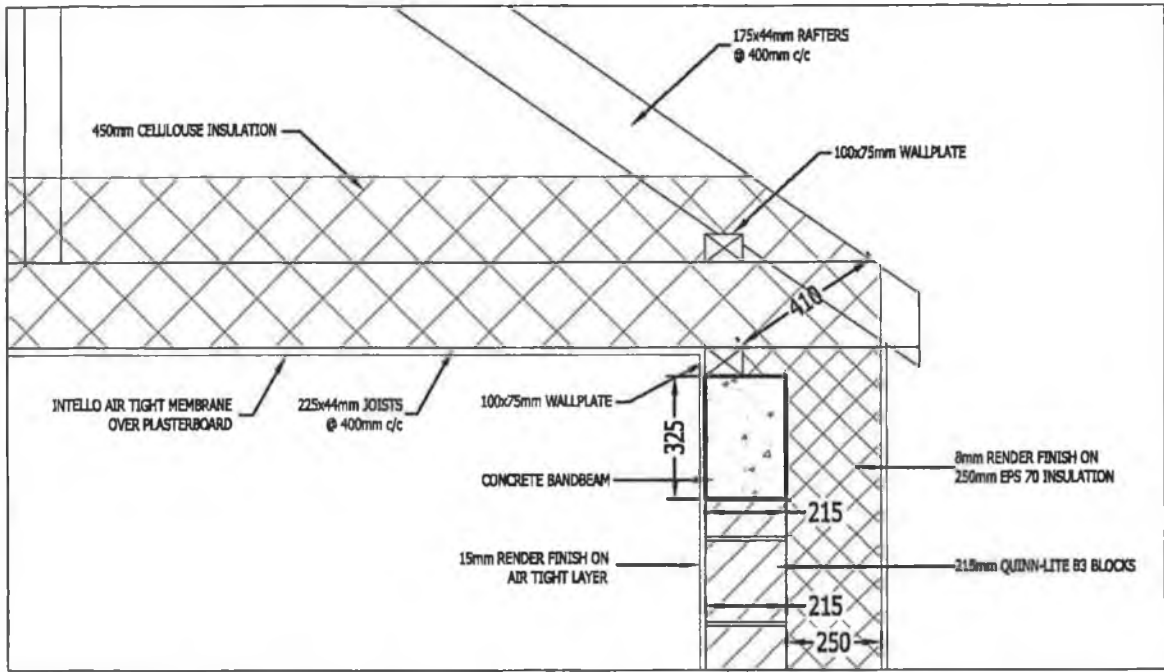 175x44mm RAFTERS
@ 400mm c/c
450mm CELLILOUSE INSULATION
100x75mm WALLPLATE
410
INTELLO AIR TIGHT MEMBRANE
OVER PLASTERBOARD
225x44mm JOISTS
@ 400mm c/c
100x75mm WALLPLATE
325
CONCRETE BANDBEAM
8mm RENDER FINISH ON
250mm EPS 70 INSULATION
215
15mm RENDER FINISH ON
AIR TIGHT LAYER
215mm QUINN-LITE B3 BLOCKS
215
250